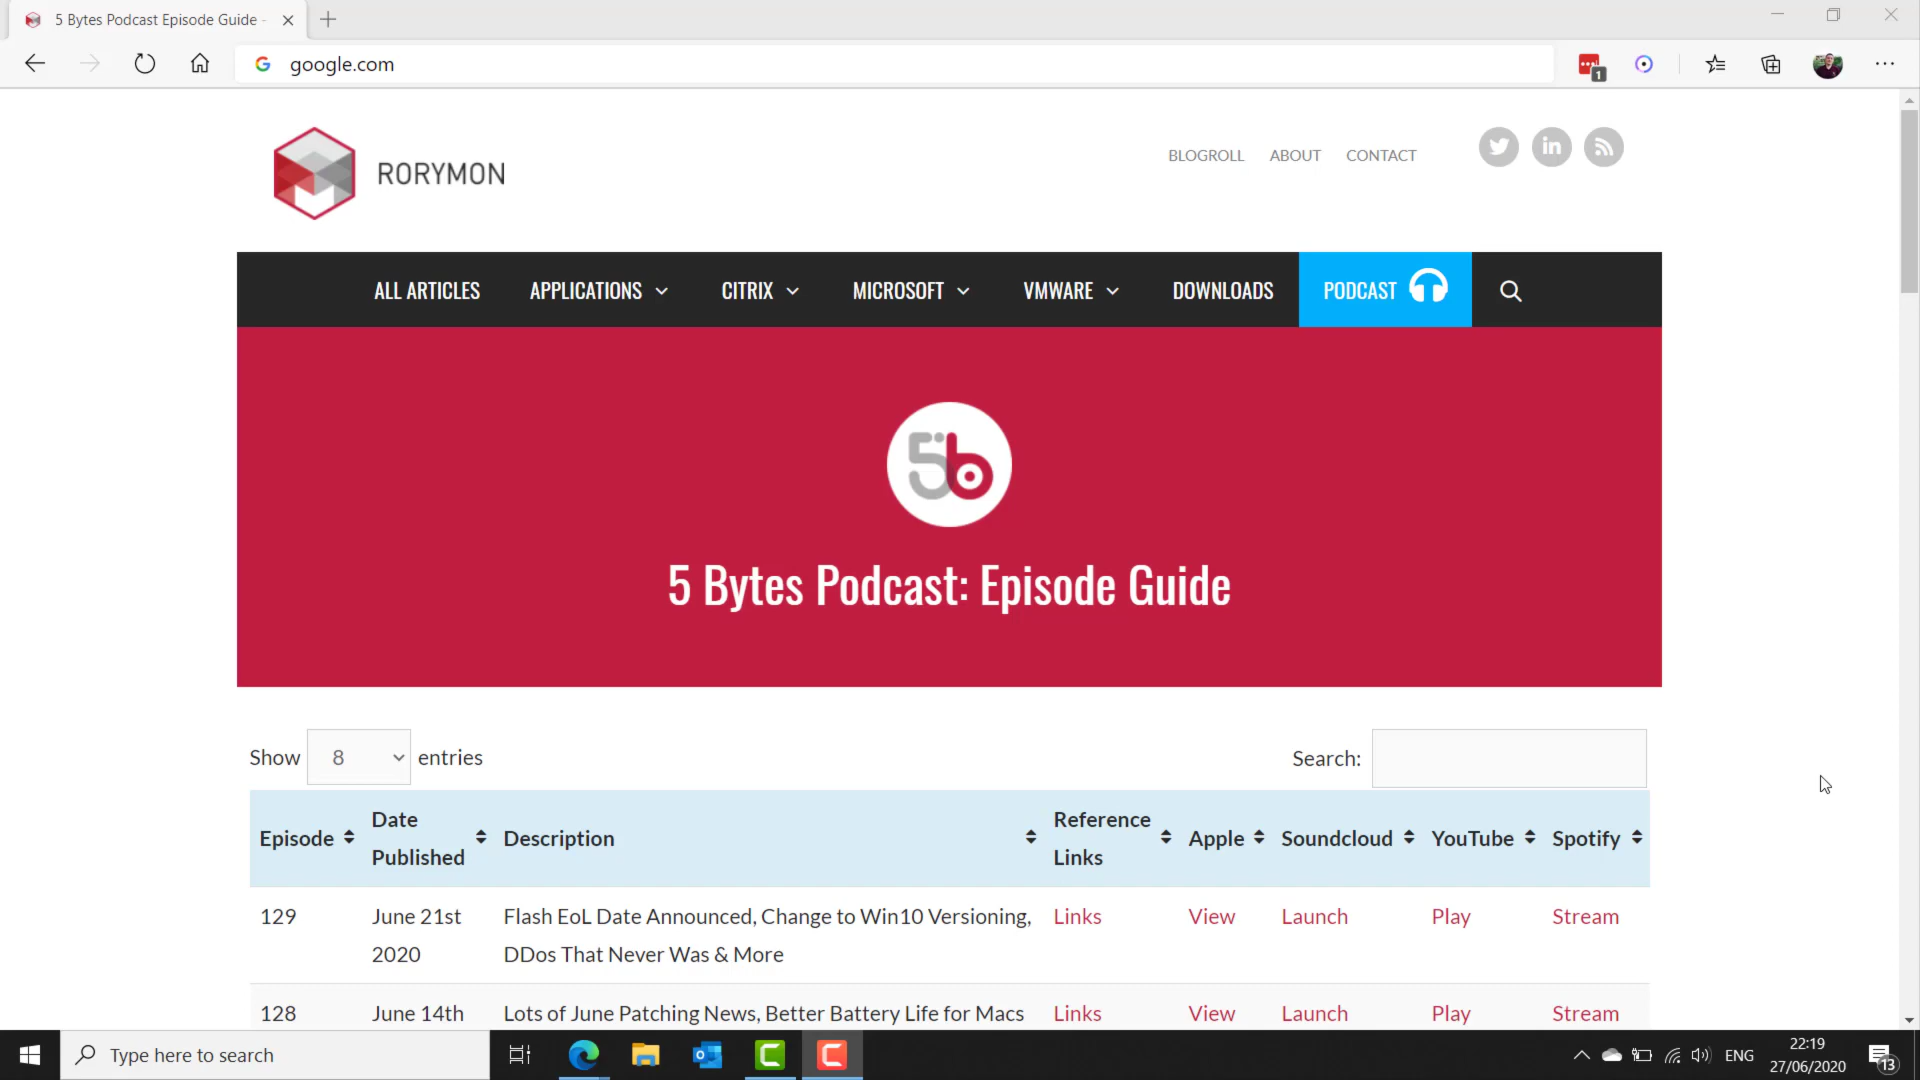 5 Bytes Podcast Episode Guide -
google.com
1
RORYMON
BLOGROLL ABOUT CONTACT
ALL ARTICLES APPLICATIONS CITRIX MICROSOFT VMWARE DOWNLOADS PODCAST
5b
5 Bytes Podcast: Episode Guide
Show 8 entries Search:
Episode Date Published Description Reference Links Apple Soundcloud YouTube Spotify
129 June 21st 2020 Flash EoL Date Announced, Change to Win10 Versioning, Links View Launch Play Stream
DDos That Never Was & More
128 June 14th Lots of June Patching News, Better Battery Life for Macs Links View Launch Play Stream
Type here to search
ENG
22:19
27/06/2020
13